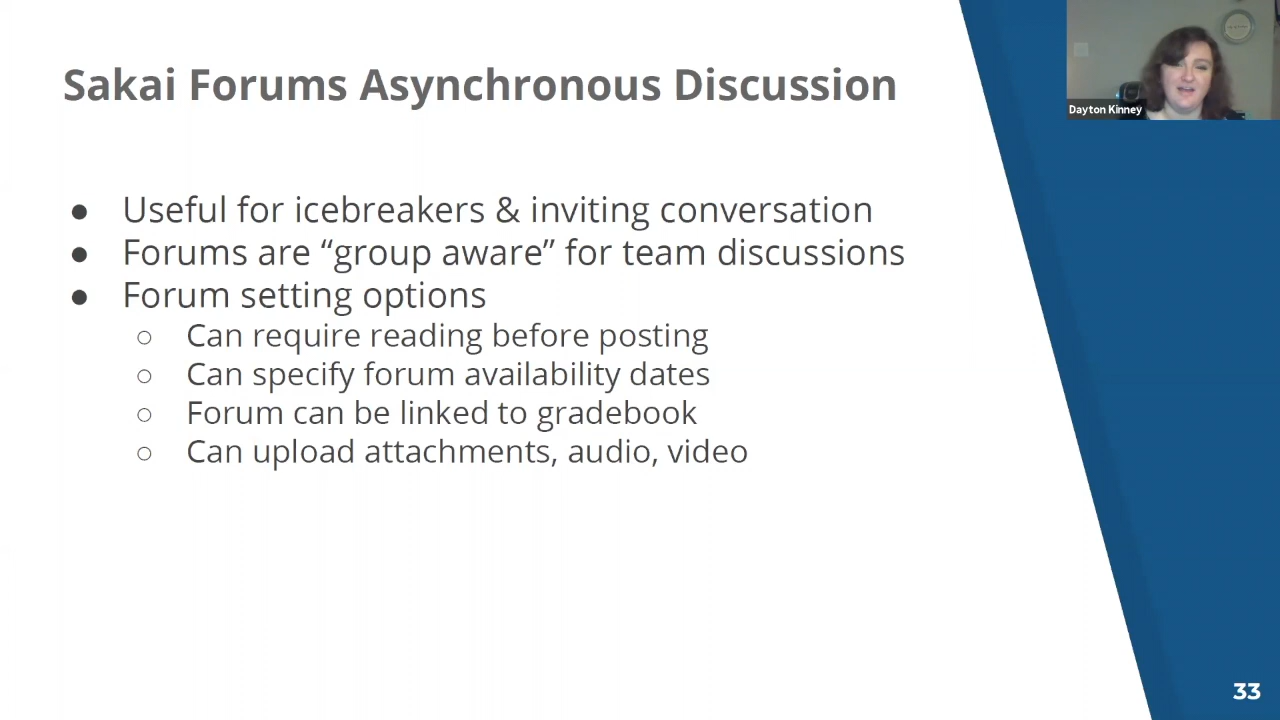 Sakai Forums Asynchronous Discussion
Dayton Kinney
● Useful for icebreakers & inviting conversation
● Forums are “group aware” for team discussions
● Forum setting options
○ Can require reading before posting
○ Can specify forum availability dates
○ Forum can be linked to gradebook
○ Can upload attachments, audio, video
33